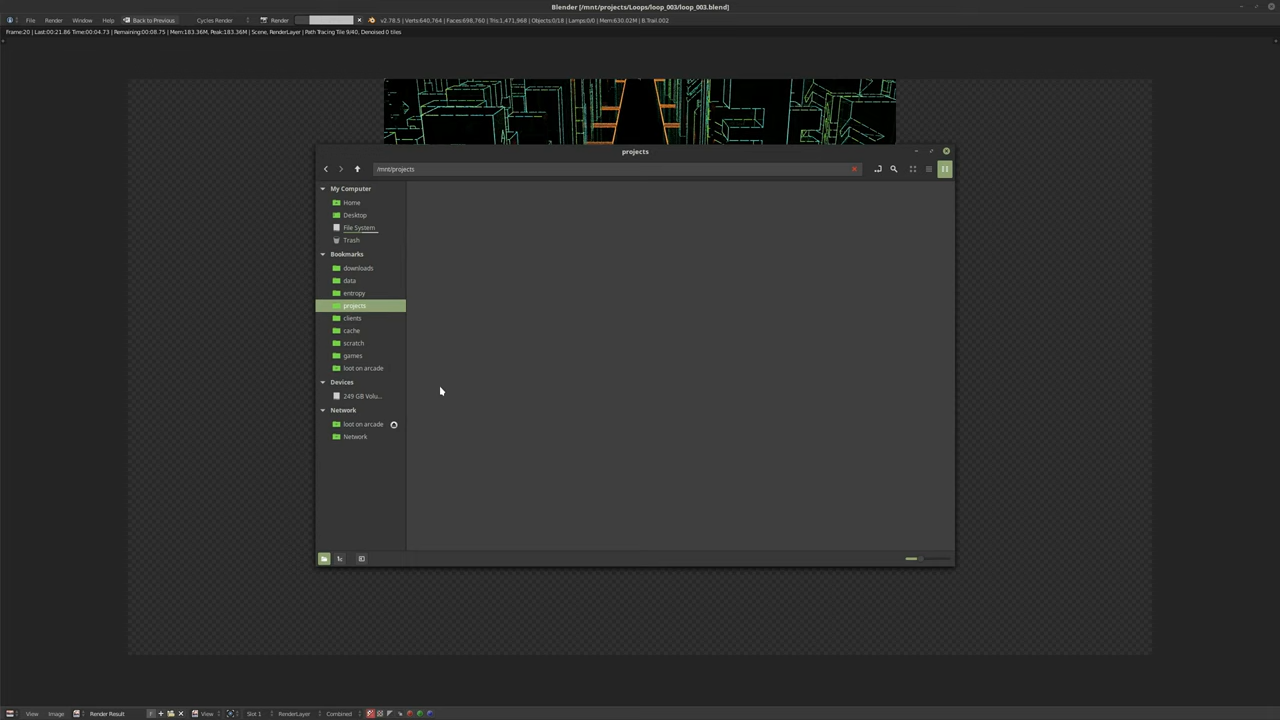 Blender [/mnt/projects/Loops/loop_003/loop_003.blend]
File Render Window Help Back to Previous Cycles Render Render v2.78.5 | Verts:640,764 | Faces:698,760 | Tris:1,471,968 | Objects:0/18 | Lamps:0/0 | Mem:630.02M | B.Trail.002
Frame:20 | Last:00:21.86 Time:00:04.73 | Remaining:00:08.75 | Mem:183.36M, Peak:183.36M | Scene, RenderLayer | Path Tracing Tile 9/40, Denoised 0 tiles
projects
/mnt/projects
My Computer
Home
Desktop
File System
Trash
Bookmarks
downloads
data
entropy
projects
clients
cache
scratch
games
loot on arcade
Devices
249 GB Volu...
Network
loot on arcade
Network
View Image Render Result F View Slot 1 RenderLayer Combined